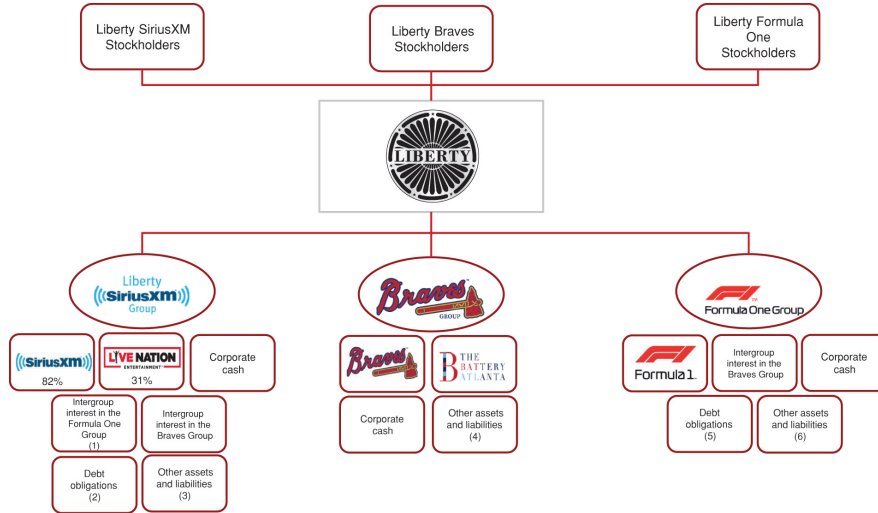 Liberty SiriusXM
Stockholders
Liberty Braves
Stockholders
Liberty Formula
One
Stockholders
LIBERTY
Liberty
((SiriusXM))
Group
Braves
GROUP
F1
Formula One Group
((SiriusXM))
82%
LIVE NATION
ENTERTAINMENT
31%
Corporate
cash
Intergroup
interest in the
Formula One
Group
(1)
Intergroup
interest in the
Braves Group
Debt
obligations
(2)
Other assets
and liabilities
(3)
Braves
B THE
BATTERY
ATLANTA
Corporate
cash
Other assets
and liabilities
(4)
F1
Formula 1
Intergroup
interest in the
Braves Group
Corporate
cash
Debt
obligations
(5)
Other assets
and liabilities
(6)